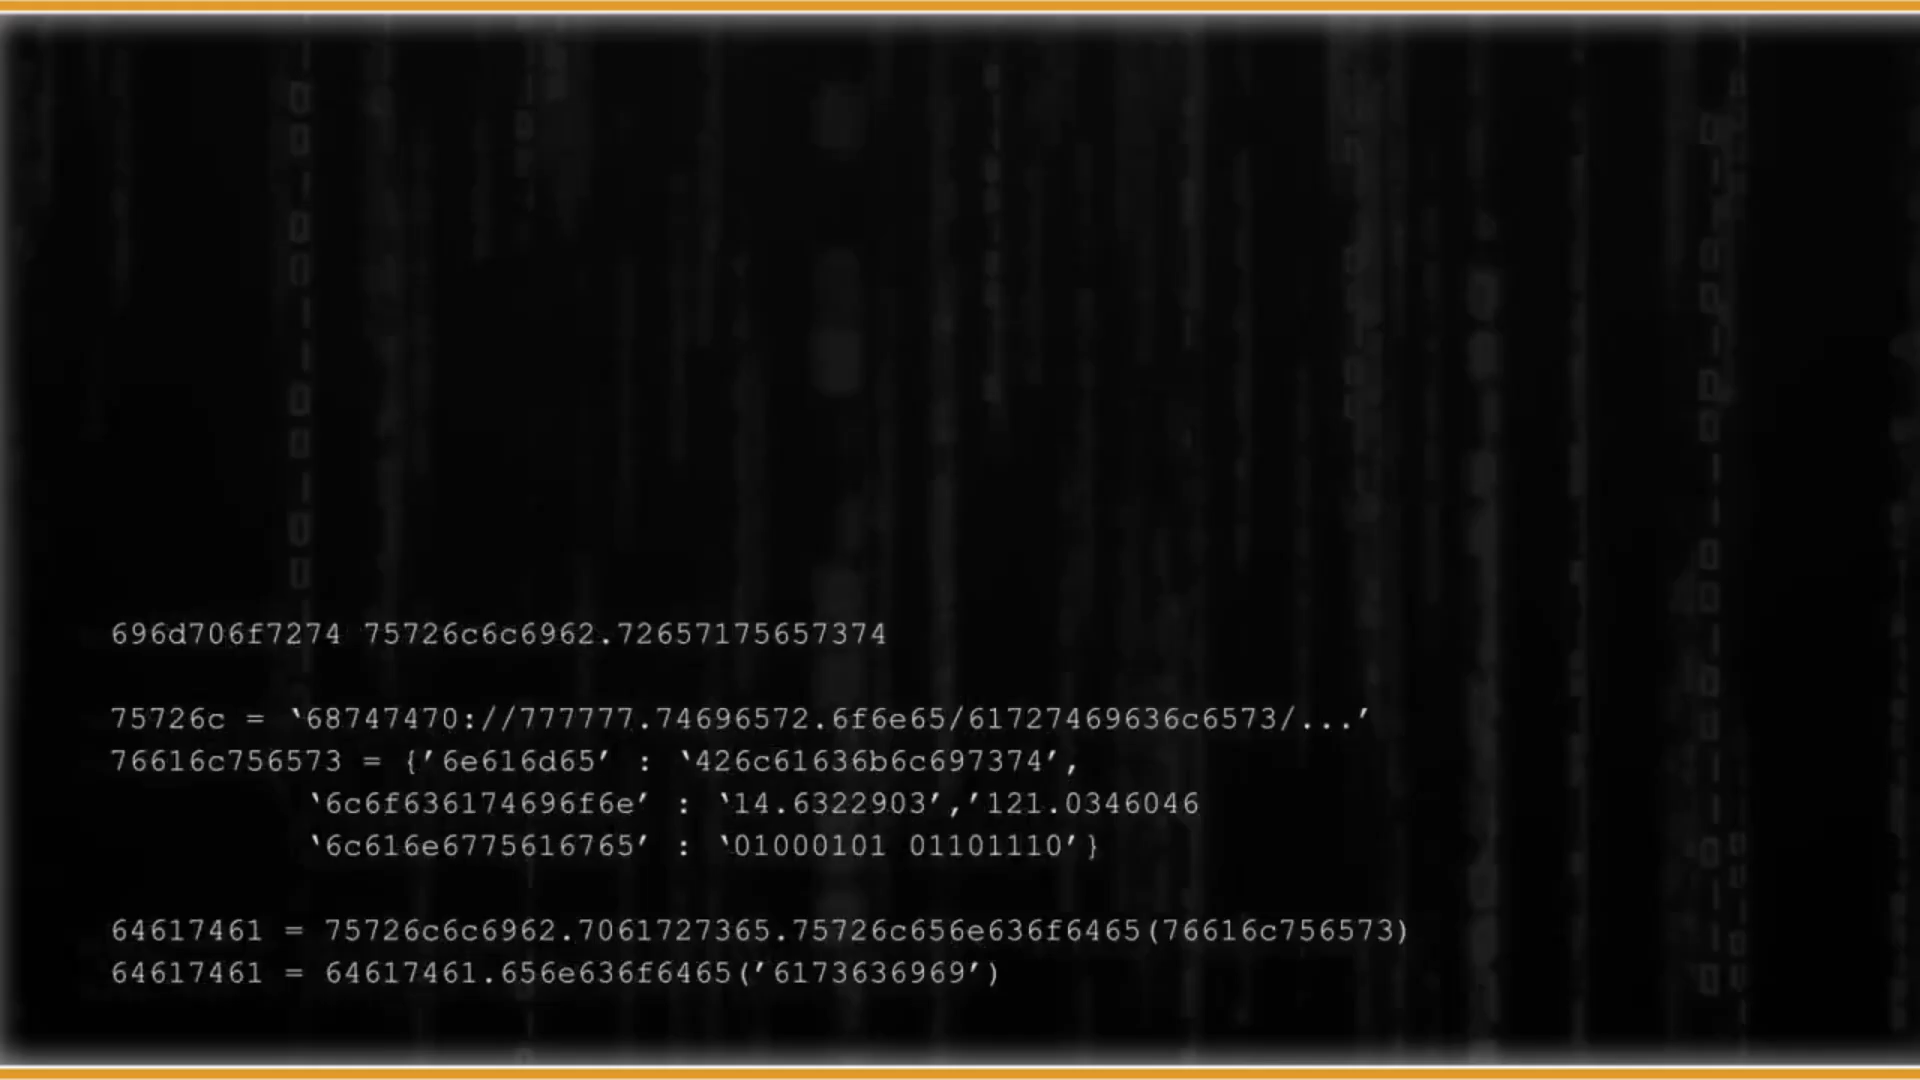 696d706f7274 75726c6c6962.72657175657374
75726c = ‘68747470://777777.74696572.6f6e65/61727469636c6573/...’
76616c756573 = {’6e616d65’ : ‘426c61636b6c697374’,
‘6c6f636174696f6e’ : ‘14.6322903’,’121.0346046
‘6c616e6775616765’ : ‘01000101 01101110’}
64617461 = 75726c6c6962.7061727365.75726c656e636f6465(76616c756573)
64617461 = 64617461.656e636f6465(’6173636969’)